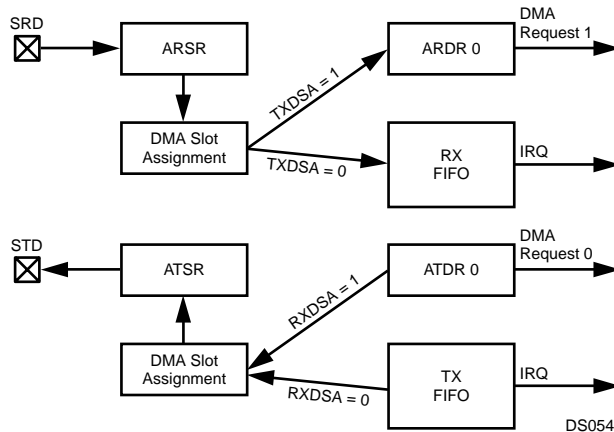 SRD
ARSR
TXDSA = 1
ARDR 0
DMA
Request 1
DMA Slot
Assignment
TXDSA = 0
RX
FIFO
IRQ
STD
ATSR
RXDSA = 1
ATDR 0
DMA
Request 0
DMA Slot
Assignment
RXDSA = 0
TX
FIFO
IRQ
DS054